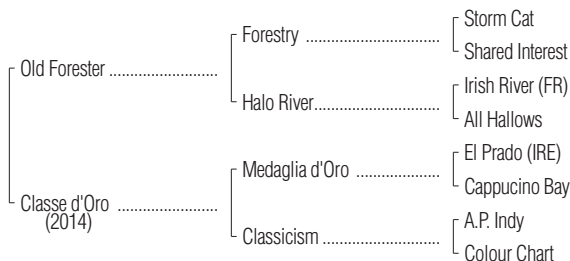 Storm Cat
Forestry ................................
Shared Interest
Old Forester ..........................
Irish River (FR)
Halo River..............................
All Hallows
El Prado (IRE)
Medaglia d'Oro ....................
Cappucino Bay
Classe d'Oro ........................
(2014)
A.P. Indy
Classicism ............................
Colour Chart